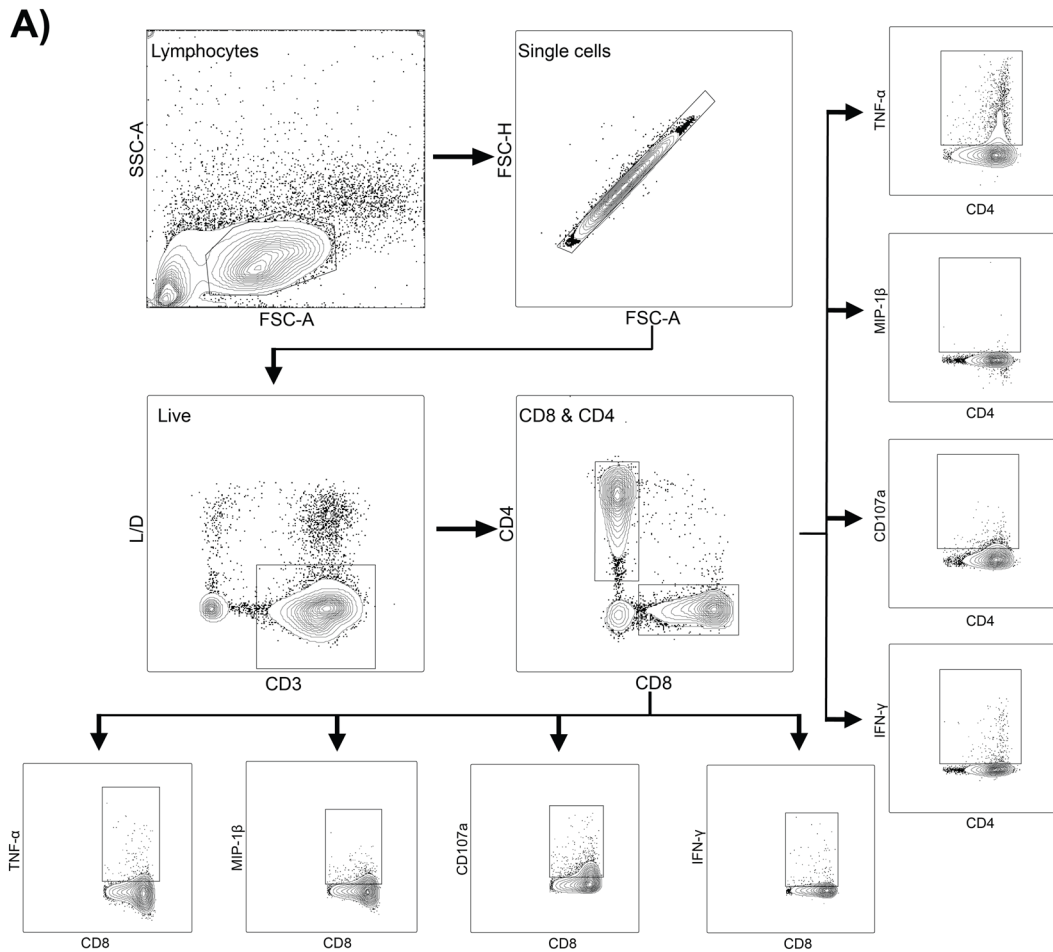 A)
Lymphocytes
SSC-A
FSC-A
Single cells
FSC-H
FSC-A
Live
L/D
CD3
CD8 & CD4
CD4
CD8
TNF-α
CD4
MIP-1β
CD4
CD107a
CD4
IFN-γ
CD4
TNF-α
CD8
MIP-1β
CD8
CD107a
CD8
IFN-γ
CD8